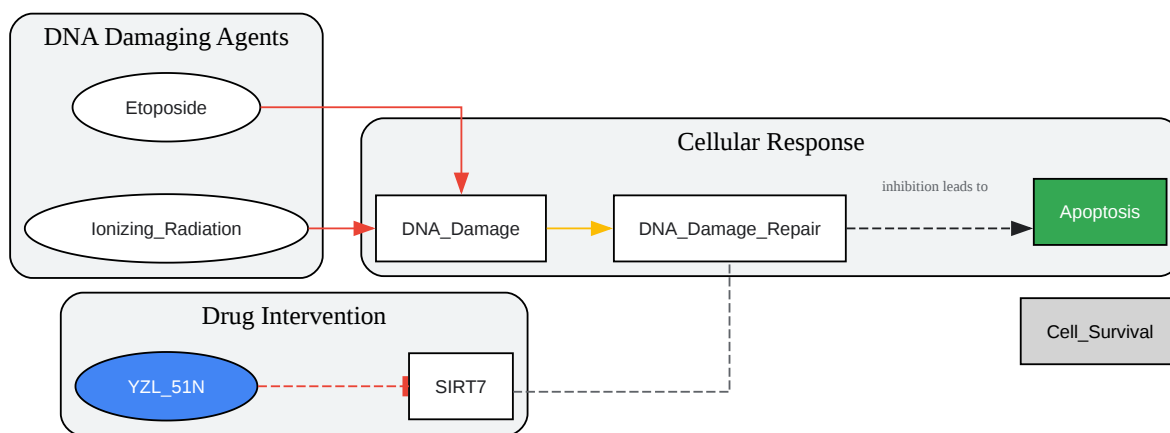 DNA Damaging Agents
Etoposide
Ionizing_Radiation
Cellular Response
DNA_Damage
DNA_Damage_Repair
inhibition leads to
Apoptosis
Drug Intervention
YZL_51N
SIRT7
Cell_Survival